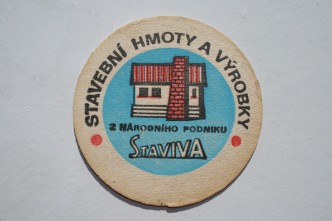 STAVEBNÍ HMOTY A VÝROBKY
Z NÁRODNÍHO PODNIKU
STAVIVA